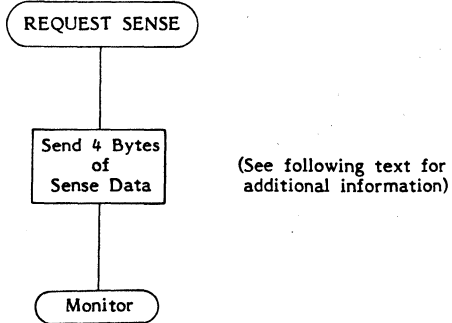 REQUEST SENSE
Send 4 Bytes
of
Sense Data
(See following text for
additional information)
Monitor